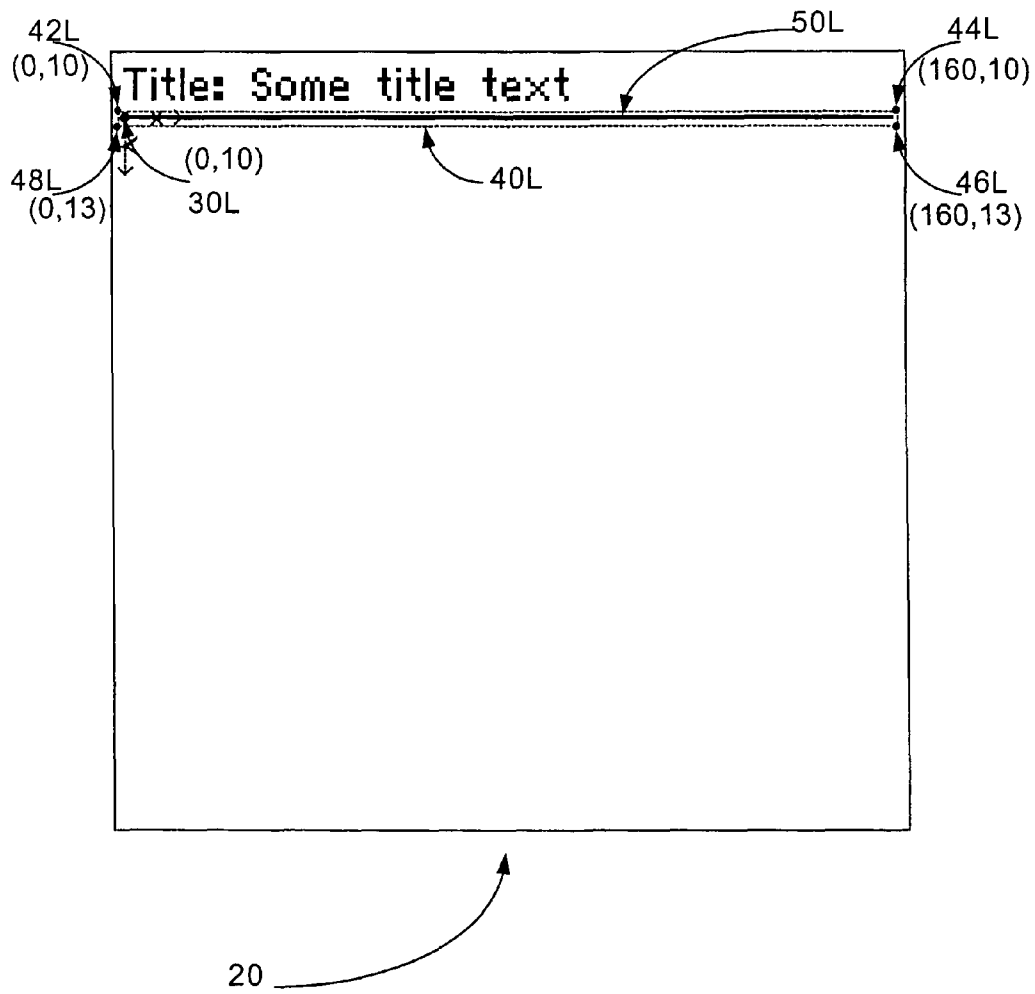 42L
(0,10)
50L
44L
(160,10)
Title: Some title text
X
Y
48L
(0,13)
(0,10)
30L
40L
46L
(160,13)
20